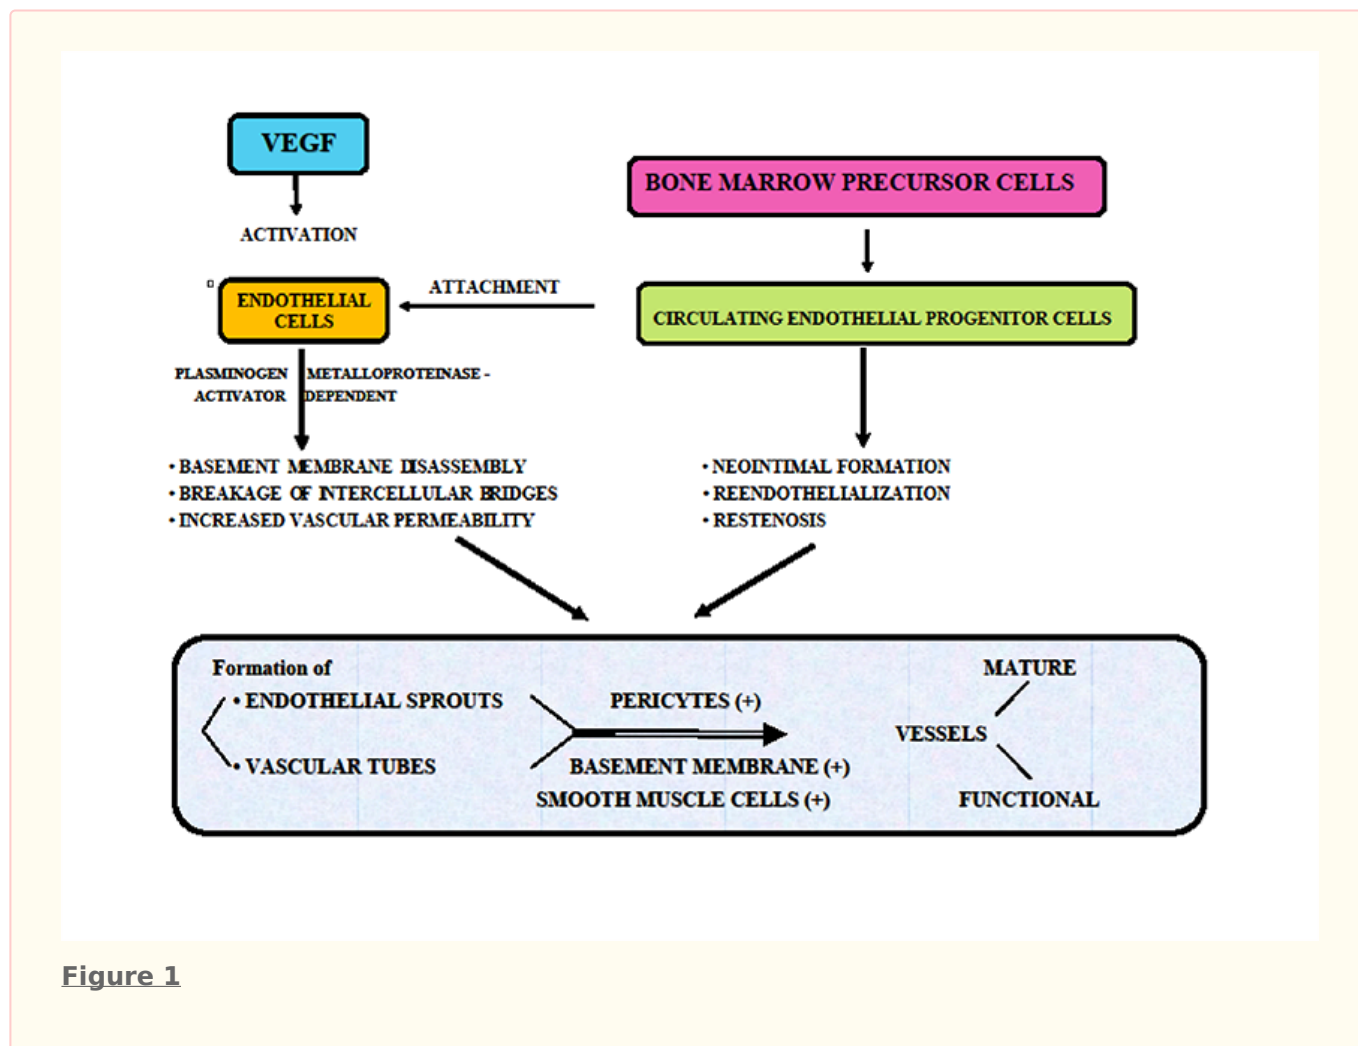 VEGF
ACTIVATION
BONE MARROW PRECURSOR CELLS
ENDOTHELIAL
CELLS
ATTACHMENT
CIRCULATING ENDOTHELIAL PROGENITOR CELLS
PLASMINOGEN METALLOPROTEINASE -
ACTIVATOR DEPENDENT
• BASEMENT MEMBRANE DISASSEMBLY
• BREAKAGE OF INTERCELLULAR BRIDGES
• INCREASED VASCULAR PERMEABILITY
• NEOINTIMAL FORMATION
• REENDOTHELIALIZATION
• RESTENOSIS
Formation of
• ENDOTHELIAL SPROUTS
• VASCULAR TUBES
PERICYTES (+)
BASEMENT MEMBRANE (+)
SMOOTH MUSCLE CELLS (+)
MATURE
VESSELS
FUNCTIONAL
Figure 1